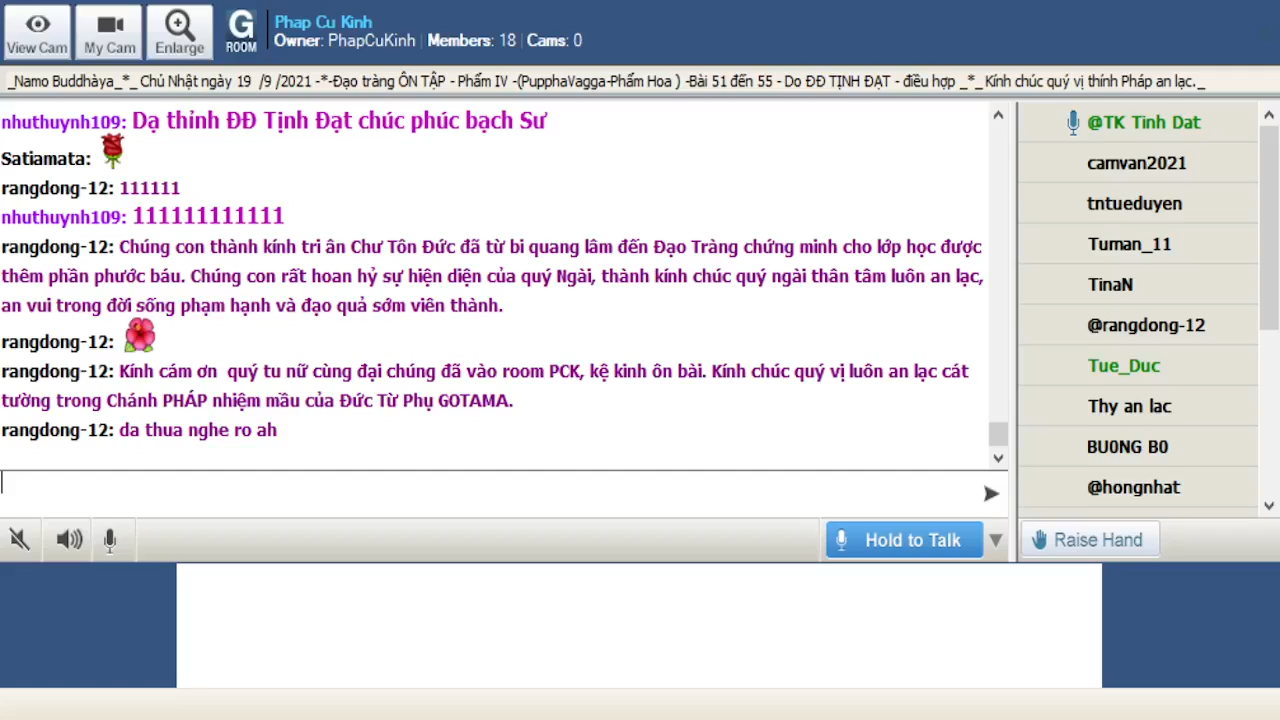 View Cam
My Cam
Enlarge
G
ROOM
Phap Cu Kinh
Owner: PhapCuKinh | Members: 18 | Cams: 0
_Namo Buddhàya_*_ Chủ Nhật ngày 19 /9 /2021 -*-Đạo tràng ÔN TẬP - Phẩm IV -(PupphaVagga-Phẩm Hoa ) -Bài 51 đến 55 - Do ĐĐ TỊNH ĐẠT - điều hợp _*_ Kính chúc quý vị thính Pháp an lạc._
nhuthuynh109: Dạ thỉnh ĐĐ Tịnh Đạt chúc phúc bạch Sư
Satiamata:
rangdong-12: 111111
nhuthuynh109: 111111111111
rangdong-12: Chúng con thành kính tri ân Chư Tôn Đức đã từ bi quang lâm đến Đạo Tràng chứng minh cho lớp học được
thêm phần phước báu. Chúng con rất hoan hỷ sự hiện diện của quý Ngài, thành kính chúc quý ngài thân tâm luôn an lạc,
an vui trong đời sống phạm hạnh và đạo quả sớm viên thành.
rangdong-12:
rangdong-12: Kính cám ơn  quý tu nữ cùng đại chúng đã vào room PCK, kệ kinh ôn bài. Kính chúc quý vị luôn an lạc cát
tường trong Chánh PHÁP nhiệm mầu của Đức Từ Phụ GOTAMA.
rangdong-12: da thua nghe ro ah
@TK Tinh Dat
camvan2021
tntueduyen
Tuman_11
TinaN
@rangdong-12
Tue_Duc
Thy an lac
BU0NG B0
@hongnhat
Hold to Talk
Raise Hand